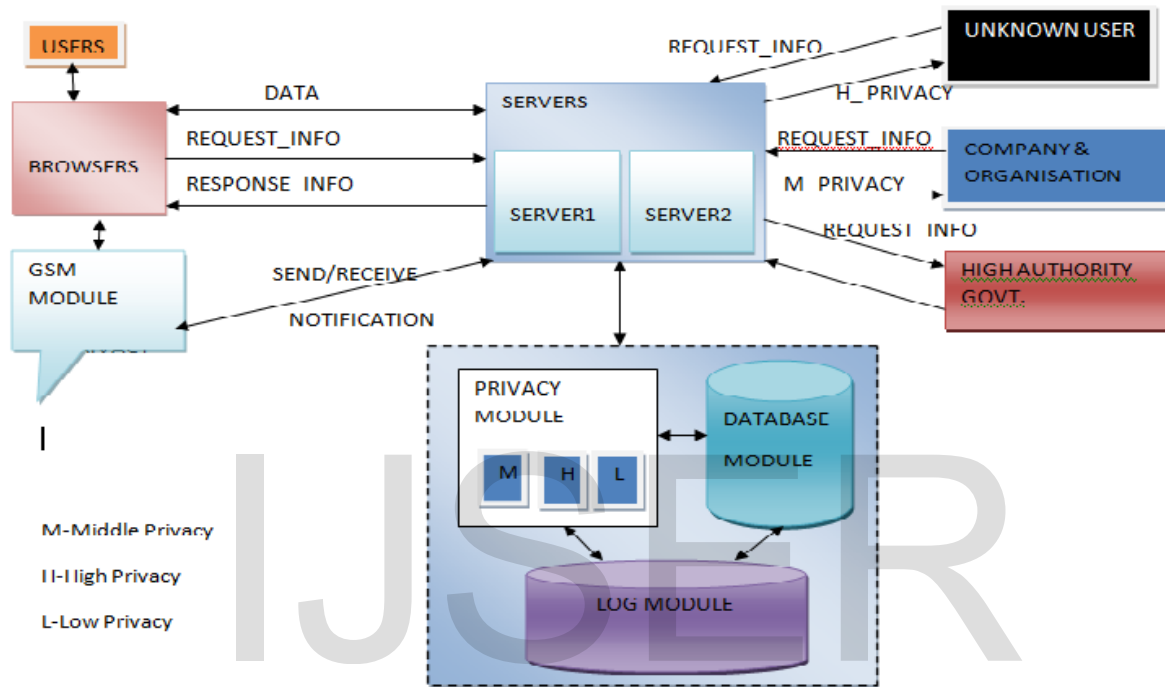 USERS
UNKNOWN USER
REQUEST_INFO
DATA
SERVERS
H_ PRIVACY
REQUEST_INFO
REQUEST_INFO
COMPANY &
ORGANISATION
BROWSERS
RESPONSE INFO
M PRIVACY
SERVER1
SERVER2
REQUEST INFO
GSM
MODULE
SEND/RECEIVE
NOTIFICATION
HIGH AUTHORITY
GOVT.
PRIVACY
MODULE
DATABASE
MODULE
M
H
L
M-Middle Privacy
H-High Privacy
L-Low Privacy
LOG MODULE
IJSER